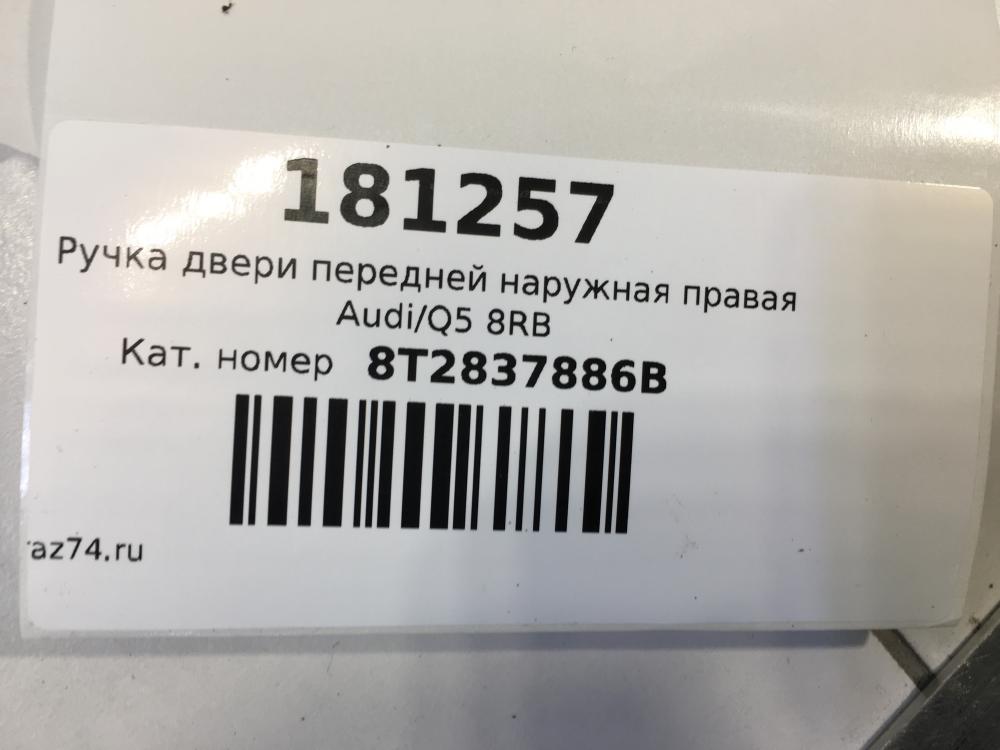 181257
Ручка двери передней наружная правая
Audi/Q5 8RB
Кат. номер 8T2837886B
az74.ru